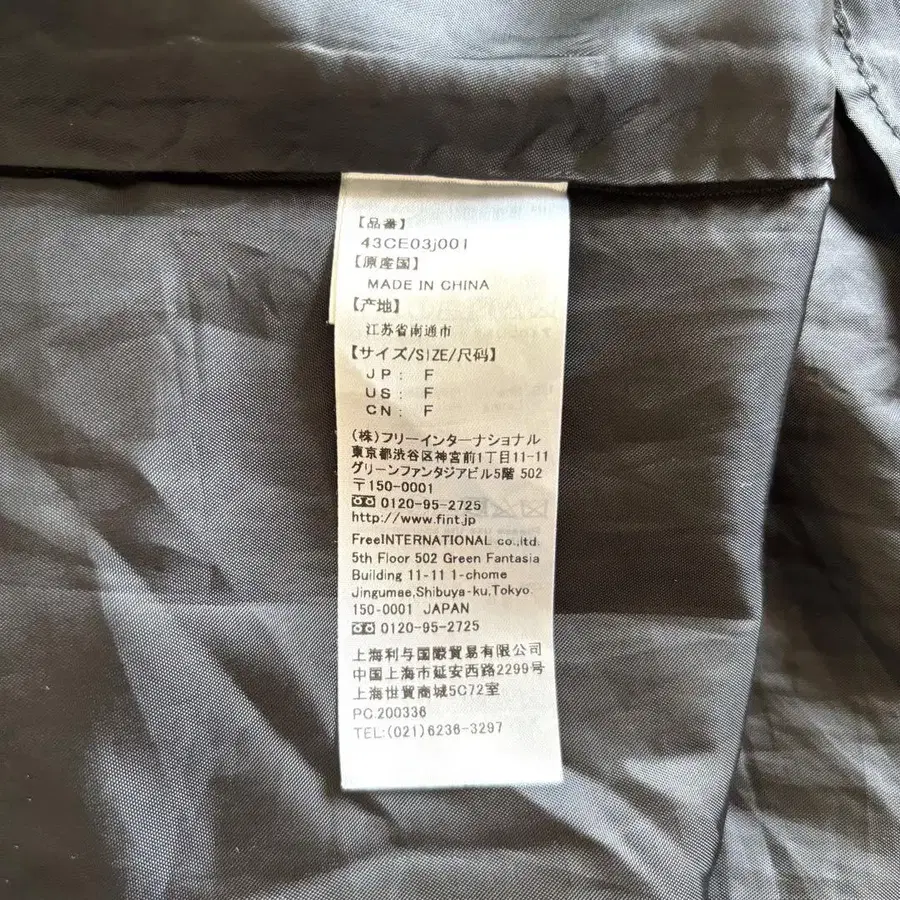 【品番】
43CE03j001
【原産国】
MADE IN CHINA
【产地】
江苏省南通市
【サイズ/SIZE/尺码】
JP: F
US: F
CN: F
(株)フリーインターナショナル
東京都渋谷区神宮前1丁目11-11
グリーンファンタジアビル5階 502
〒150-0001
0120-95-2725
http://www.fint.jp
FreeINTERNATIONAL co.,ltd.
5th Floor 502 Green Fantasia
Building 11-11 1-chome
Jingumae,Shibuya-ku,Tokyo.
150-0001 JAPAN
0120-95-2725
上海利与国際貿易有限公司
中国上海市延安西路2299号
上海世貿商城5C72室
PC.200336
TEL:(021)6236-3297